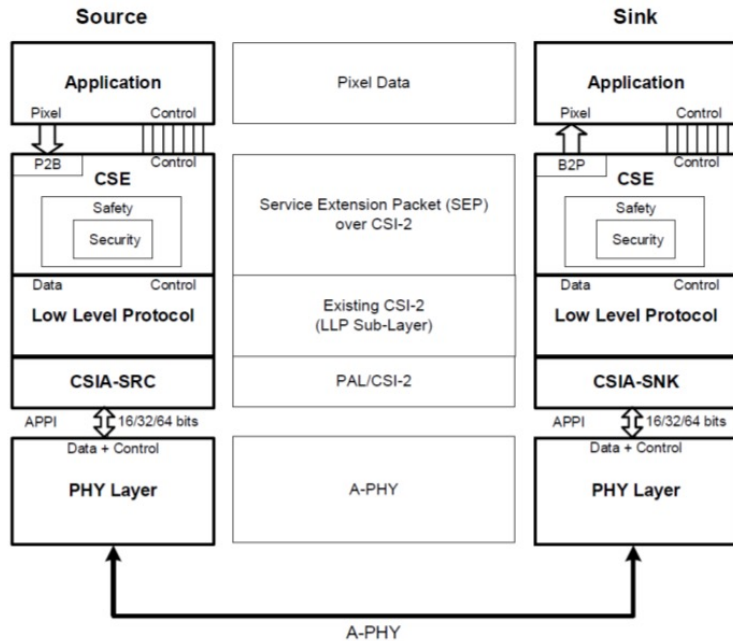 Source
Sink
Application
Pixel
Control
Pixel Data
Application
Pixel
Control
P2B
Control
CSE
Safety
Security
Service Extension Packet (SEP)
over CSI-2
B2P
Control
CSE
Safety
Security
Data
Control
Low Level Protocol
Existing CSI-2
(LLP Sub-Layer)
Data
Control
Low Level Protocol
CSIA-SRC
PAL/CSI-2
CSIA-SNK
APPI
16/32/64 bits
APPI
16/32/64 bits
Data + Control
PHY Layer
A-PHY
Data + Control
PHY Layer
A-PHY